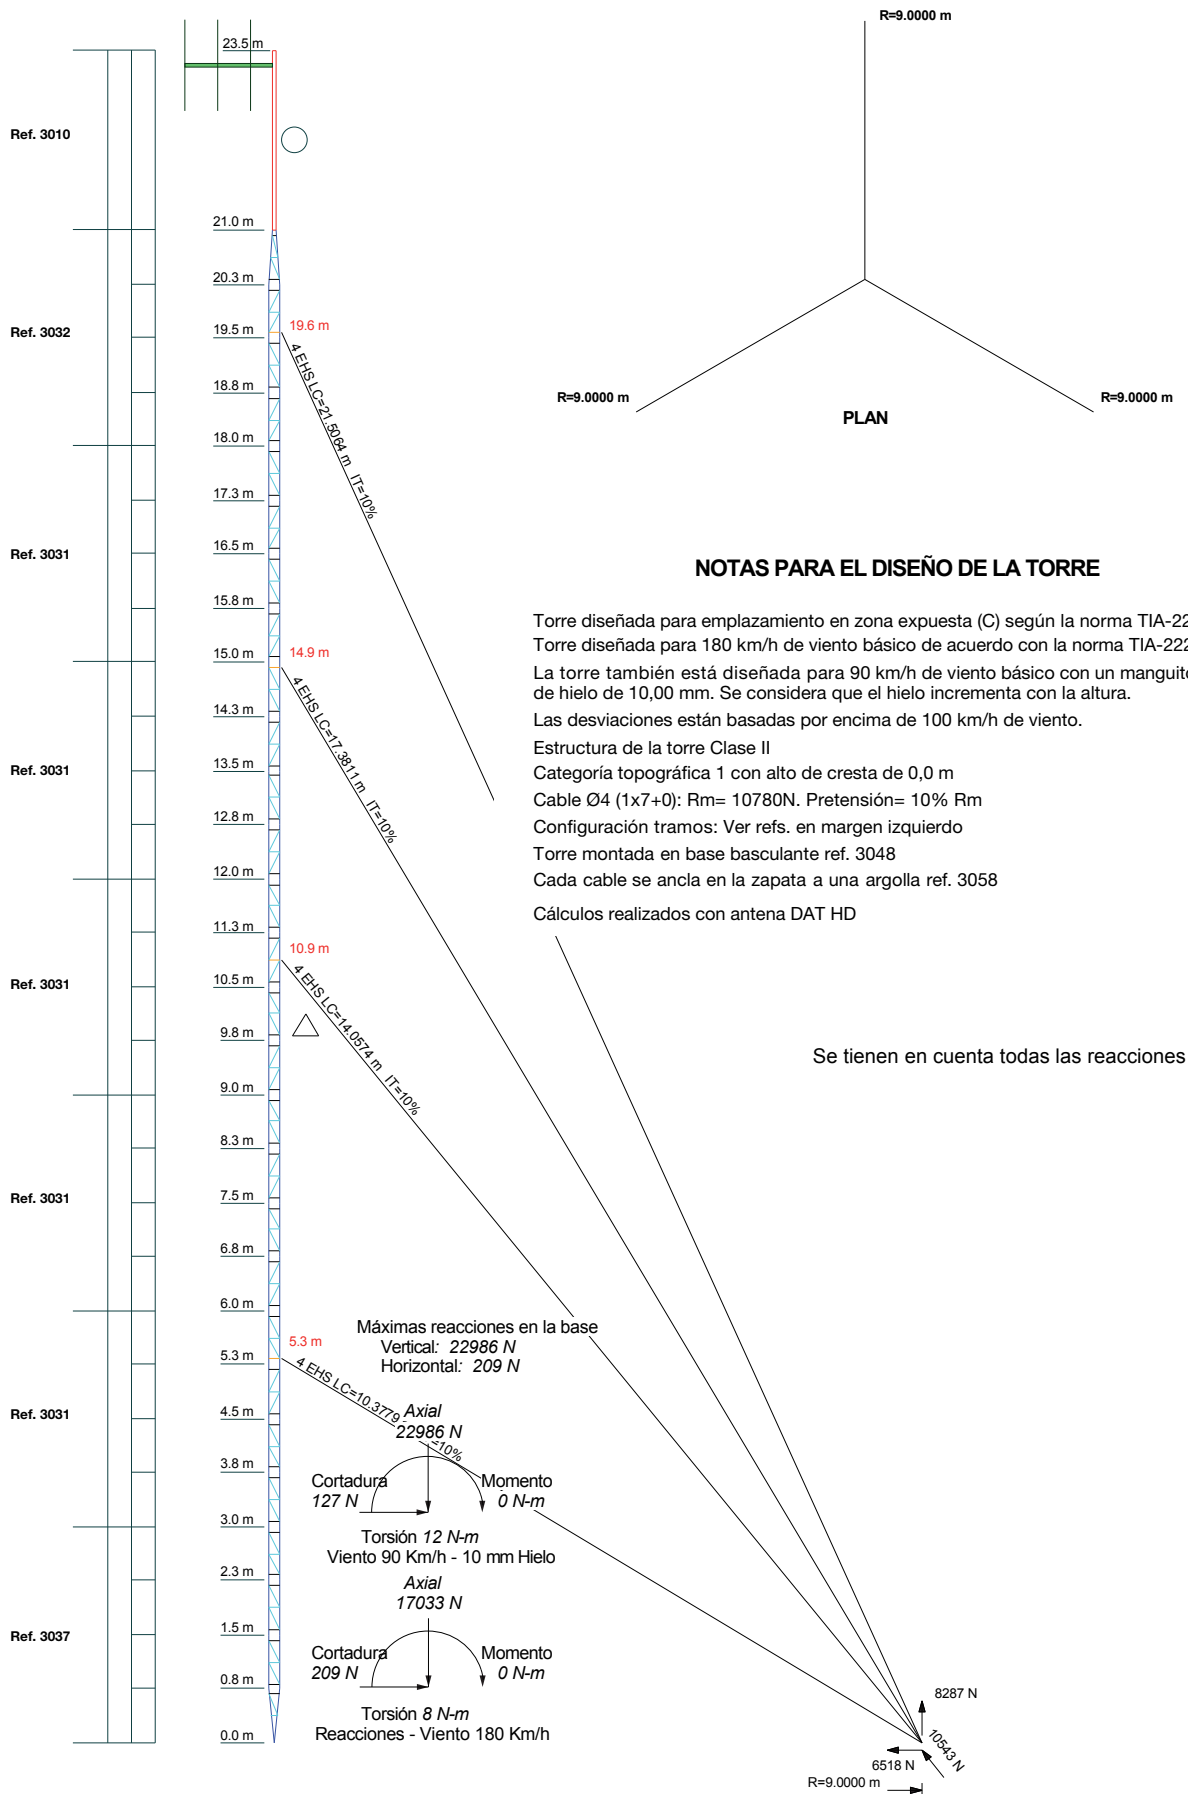 R=9.0000 m
R=9.0000 m
R=9.0000 m
PLAN
23.5 m
Ref. 3010
21.0 m
20.3 m
Ref. 3032
19.5 m
19.6 m
4 EHS LC=21.5064 m IT=10%
18.8 m
18.0 m
17.3 m
Ref. 3031
16.5 m
15.8 m
15.0 m
14.9 m
4 EHS LC=17.3811 m IT=10%
14.3 m
Ref. 3031
13.5 m
12.8 m
12.0 m
11.3 m
10.9 m
4 EHS LC=14.0574 m IT=10%
Ref. 3031
10.5 m
9.8 m
9.0 m
8.3 m
Ref. 3031
7.5 m
6.8 m
6.0 m
5.3 m
5.3 m
4 EHS LC=10.3779
=10%
Ref. 3031
4.5 m
3.8 m
3.0 m
2.3 m
Ref. 3037
1.5 m
0.8 m
0.0 m
NOTAS PARA EL DISEÑO DE LA TORRE
Torre diseñada para emplazamiento en zona expuesta (C) según la norma TIA-22
Torre diseñada para 180 km/h de viento básico de acuerdo con la norma TIA-222
La torre también está diseñada para 90 km/h de viento básico con un manguito
de hielo de 10,00 mm. Se considera que el hielo incrementa con la altura.
Las desviaciones están basadas por encima de 100 km/h de viento.
Estructura de la torre Clase II
Categoría topográfica 1 con alto de cresta de 0,0 m
Cable Ø4 (1x7+0): Rm= 10780N. Pretensión= 10% Rm
Configuración tramos: Ver refs. en margen izquierdo
Torre montada en base basculante ref. 3048
Cada cable se ancla en la zapata a una argolla ref. 3058
Cálculos realizados con antena DAT HD
Se tienen en cuenta todas las reacciones
Máximas reacciones en la base
Vertical: 22986 N
Horizontal: 209 N
Axial
22986 N
Cortadura
127 N
Momento
0 N-m
Torsión 12 N-m
Viento 90 Km/h - 10 mm Hielo
Axial
17033 N
Cortadura
209 N
Momento
0 N-m
Torsión 8 N-m
Reacciones - Viento 180 Km/h
8287 N
10543 N
6518 N
R=9.0000 m